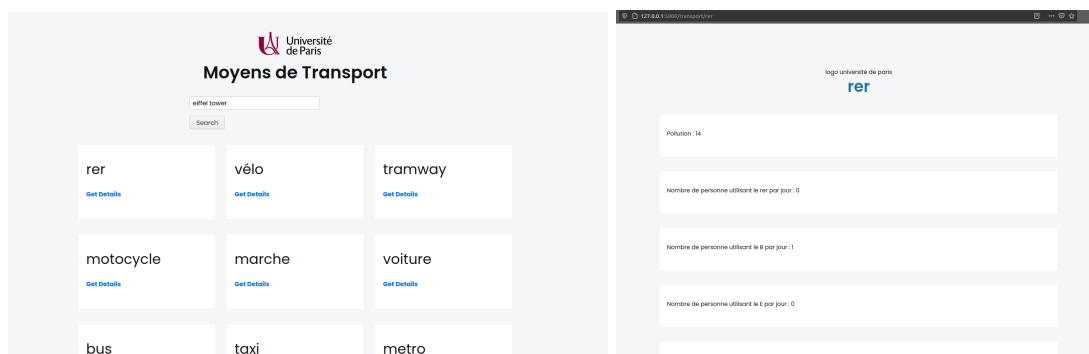 Université
de Paris
Moyens de Transport
eiffel tower
Search
rer
Get Details
vélo
Get Details
tramway
Get Details
motocycle
Get Details
marche
Get Details
voiture
Get Details
bus
taxi
metro
127.0.0.1:5000/transport/rer
logo université de paris
rer
Pollution : 14
Nombre de personne utilisant le rer par jour : 0
Nombre de personne utilisant le B par jour : 1
Nombre de personne utilisant le E par jour : 0